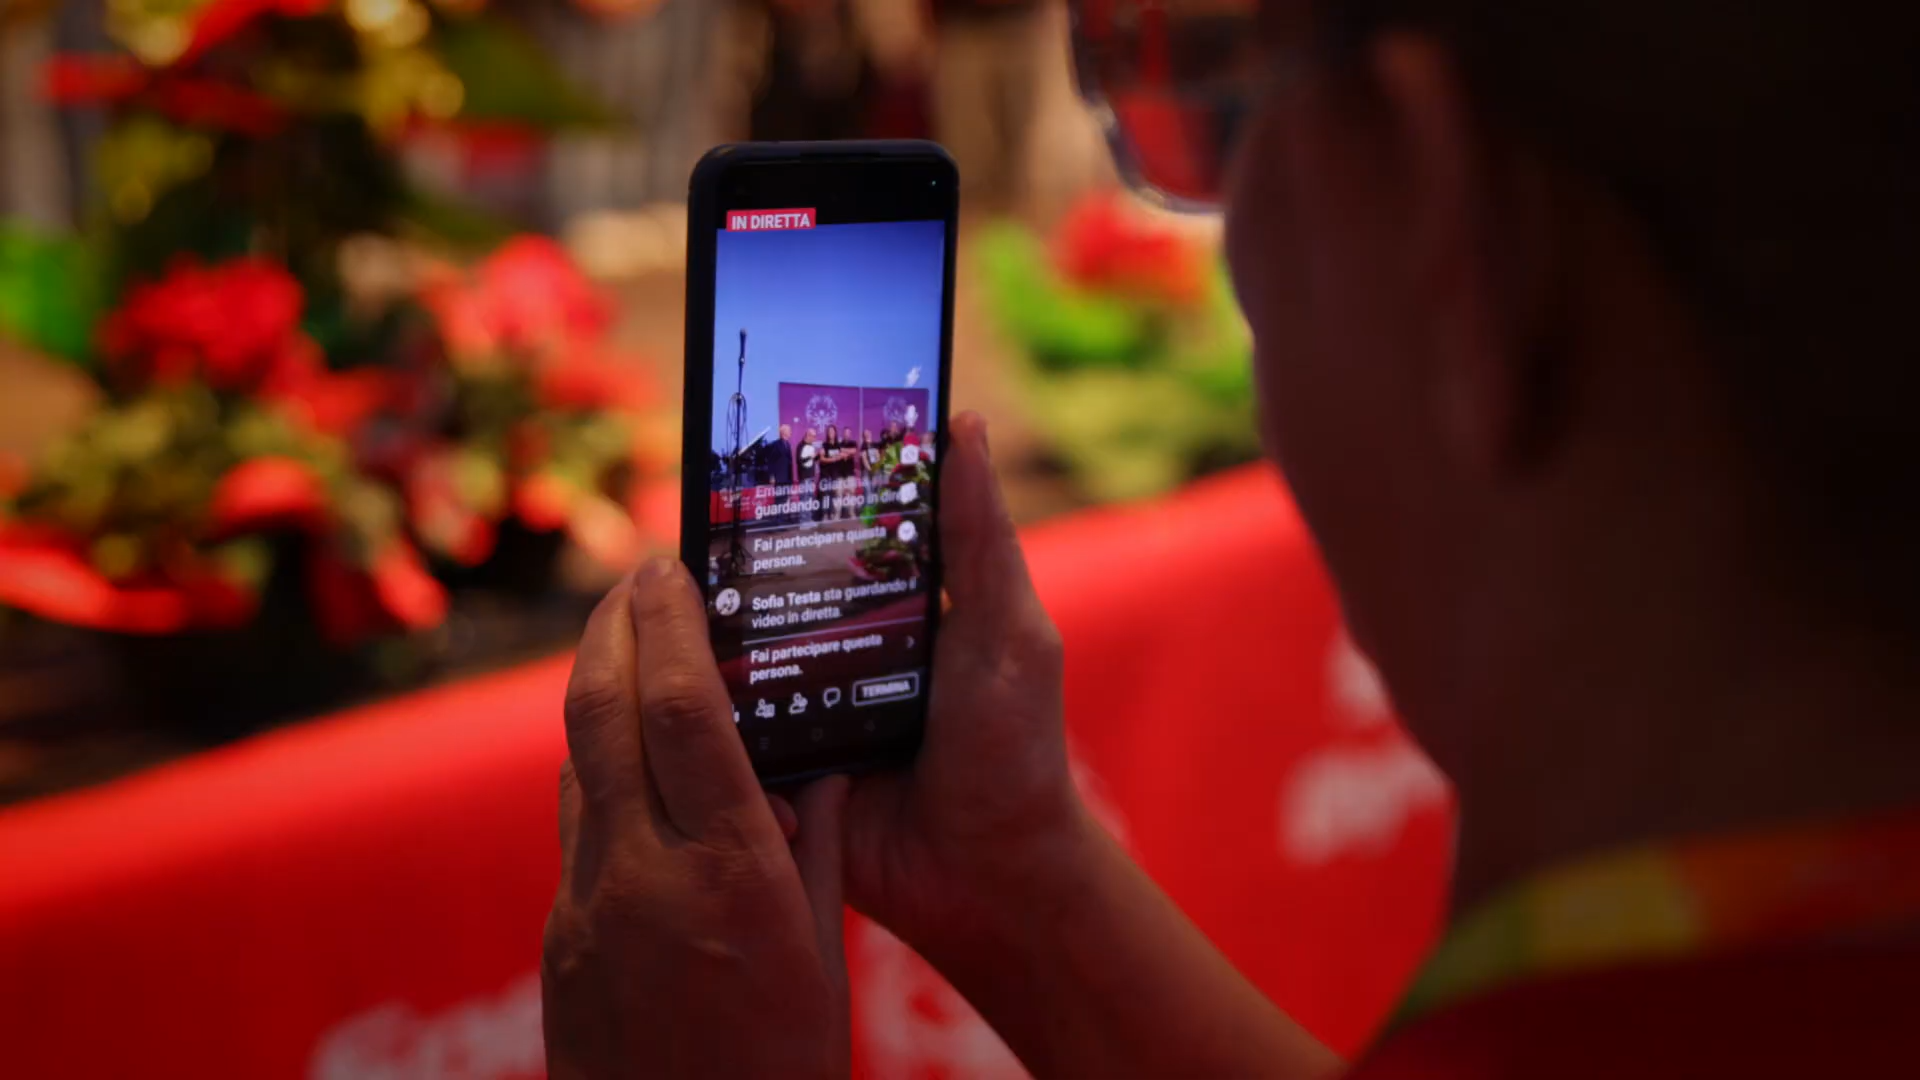 IN DIRETTA
Emanuele Giardina sta
guardando il video in diretta
Fai partecipare questa
persona.
Sofia Testa sta guardando il
video in diretta.
Fai partecipare questa
persona.
TERMINA